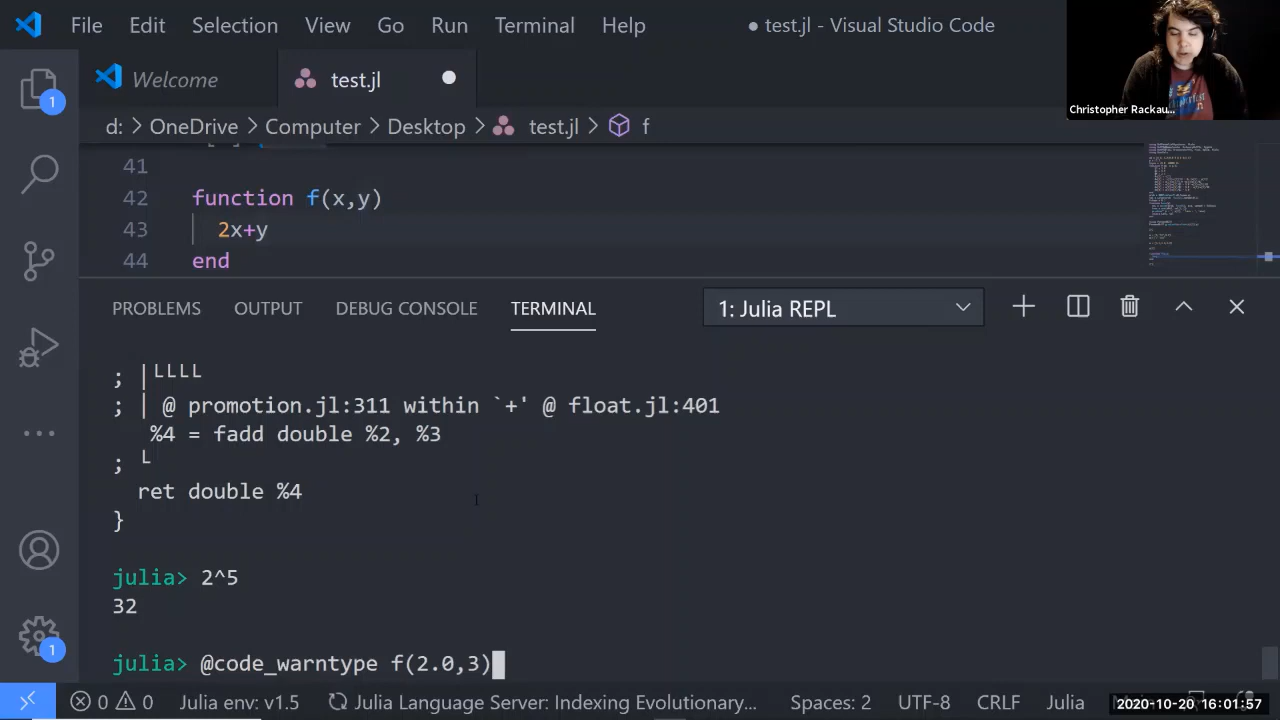 File Edit Selection View Go Run Terminal Help ● test.jl - Visual Studio Code
Christopher Rackau...
Welcome test.jl
d: > OneDrive > Computer > Desktop > test.jl > f
41
42 function f(x,y)
43 2x+y
44 end
PROBLEMS OUTPUT DEBUG CONSOLE TERMINAL 1: Julia REPL
; │└└└└
; │ @ promotion.jl:311 within `+' @ float.jl:401
%4 = fadd double %2, %3
; └
ret double %4
}
julia> 2^5
32
julia> @code_warntype f(2.0,3)
1
1
0 0 Julia env: v1.5 Julia Language Server: Indexing Evolutionary... Spaces: 2 UTF-8 CRLF Julia
2020-10-20 16:01:57